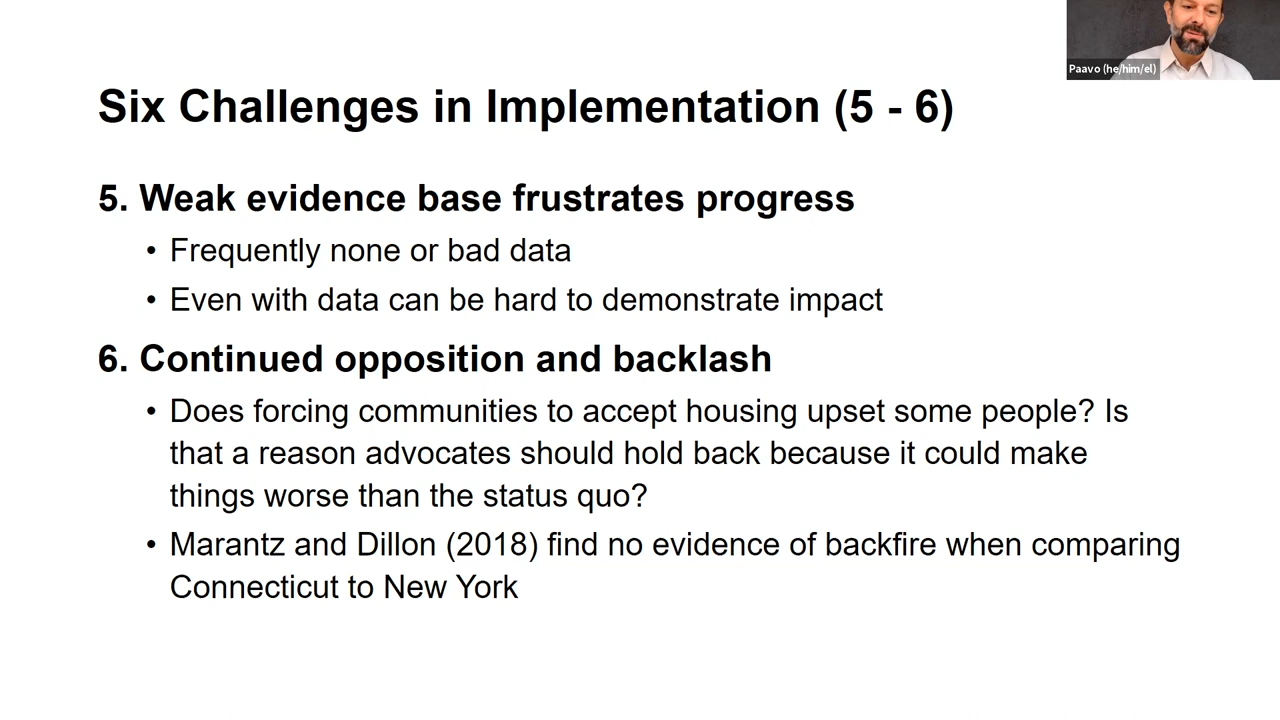 Paavo (he/him/el)
Six Challenges in Implementation (5 - 6)
5. Weak evidence base frustrates progress
• Frequently none or bad data
• Even with data can be hard to demonstrate impact
6. Continued opposition and backlash
• Does forcing communities to accept housing upset some people? Is
that a reason advocates should hold back because it could make
things worse than the status quo?
• Marantz and Dillon (2018) find no evidence of backfire when comparing
Connecticut to New York